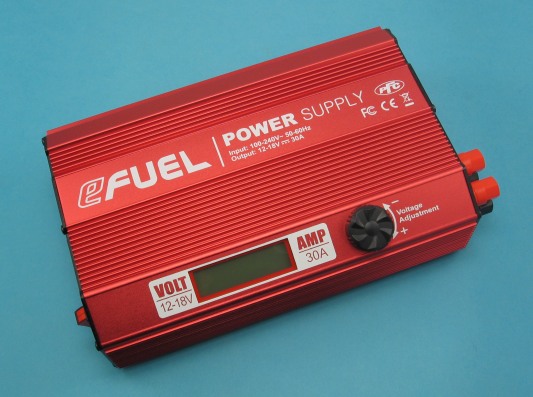 eFUEL
POWER SUPPLY
Input: 100-240V~ 50-60Hz
Output: 12-18V ⎓ 30A
PFC
FC CE
− Voltage
Adjustment
+
VOLT
12-18V
AMP
30A